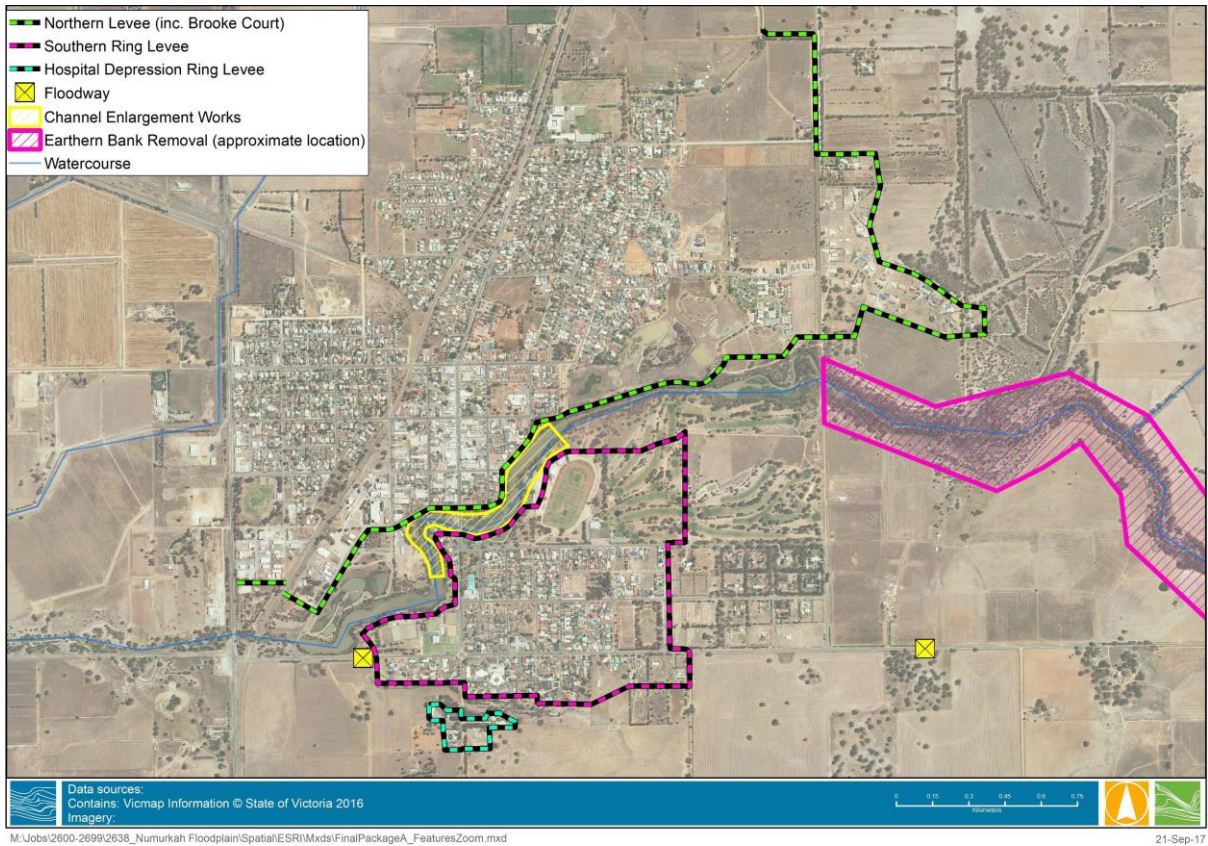 Northern Levee (inc. Brooke Court)
Southern Ring Levee
Hospital Depression Ring Levee
Floodway
Channel Enlargement Works
Earthern Bank Removal (approximate location)
Watercourse
Data sources:
Contains: Vicmap Information © State of Victoria 2016
Imagery:
0 0.15 0.3 0.45 0.6 0.75
Kilometers
M:\Jobs\2600-2699\2638_Numurkah Floodplain\Spatial\ESRI\Mxds\FinalPackageA_FeaturesZoom.mxd
21-Sep-17